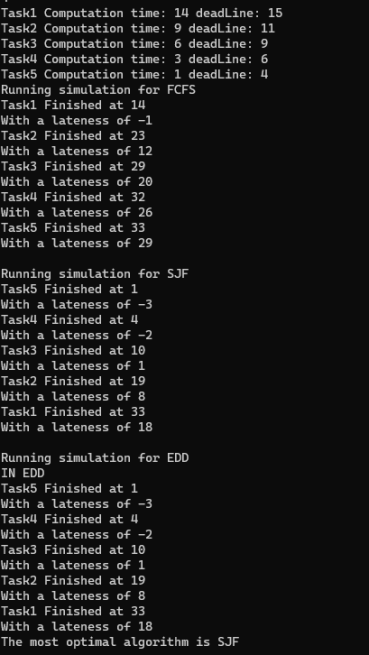 Task1 Computation time: 14 deadLine: 15
Task2 Computation time: 9 deadLine: 11
Task3 Computation time: 6 deadLine: 9
Task4 Computation time: 3 deadLine: 6
Task5 Computation time: 1 deadLine: 4
Running simulation for FCFS
Task1 Finished at 14
With a lateness of -1
Task2 Finished at 23
With a lateness of 12
Task3 Finished at 29
With a lateness of 20
Task4 Finished at 32
With a lateness of 26
Task5 Finished at 33
With a lateness of 29
Running simulation for SJF
Task5 Finished at 1
With a lateness of -3
Task4 Finished at 4
With a lateness of -2
Task3 Finished at 10
With a lateness of 1
Task2 Finished at 19
With a lateness of 8
Task1 Finished at 33
With a lateness of 18
Running simulation for EDD
IN EDD
Task5 Finished at 1
With a lateness of -3
Task4 Finished at 4
With a lateness of -2
Task3 Finished at 10
With a lateness of 1
Task2 Finished at 19
With a lateness of 8
Task1 Finished at 33
With a lateness of 18
The most optimal algorithm is SJF